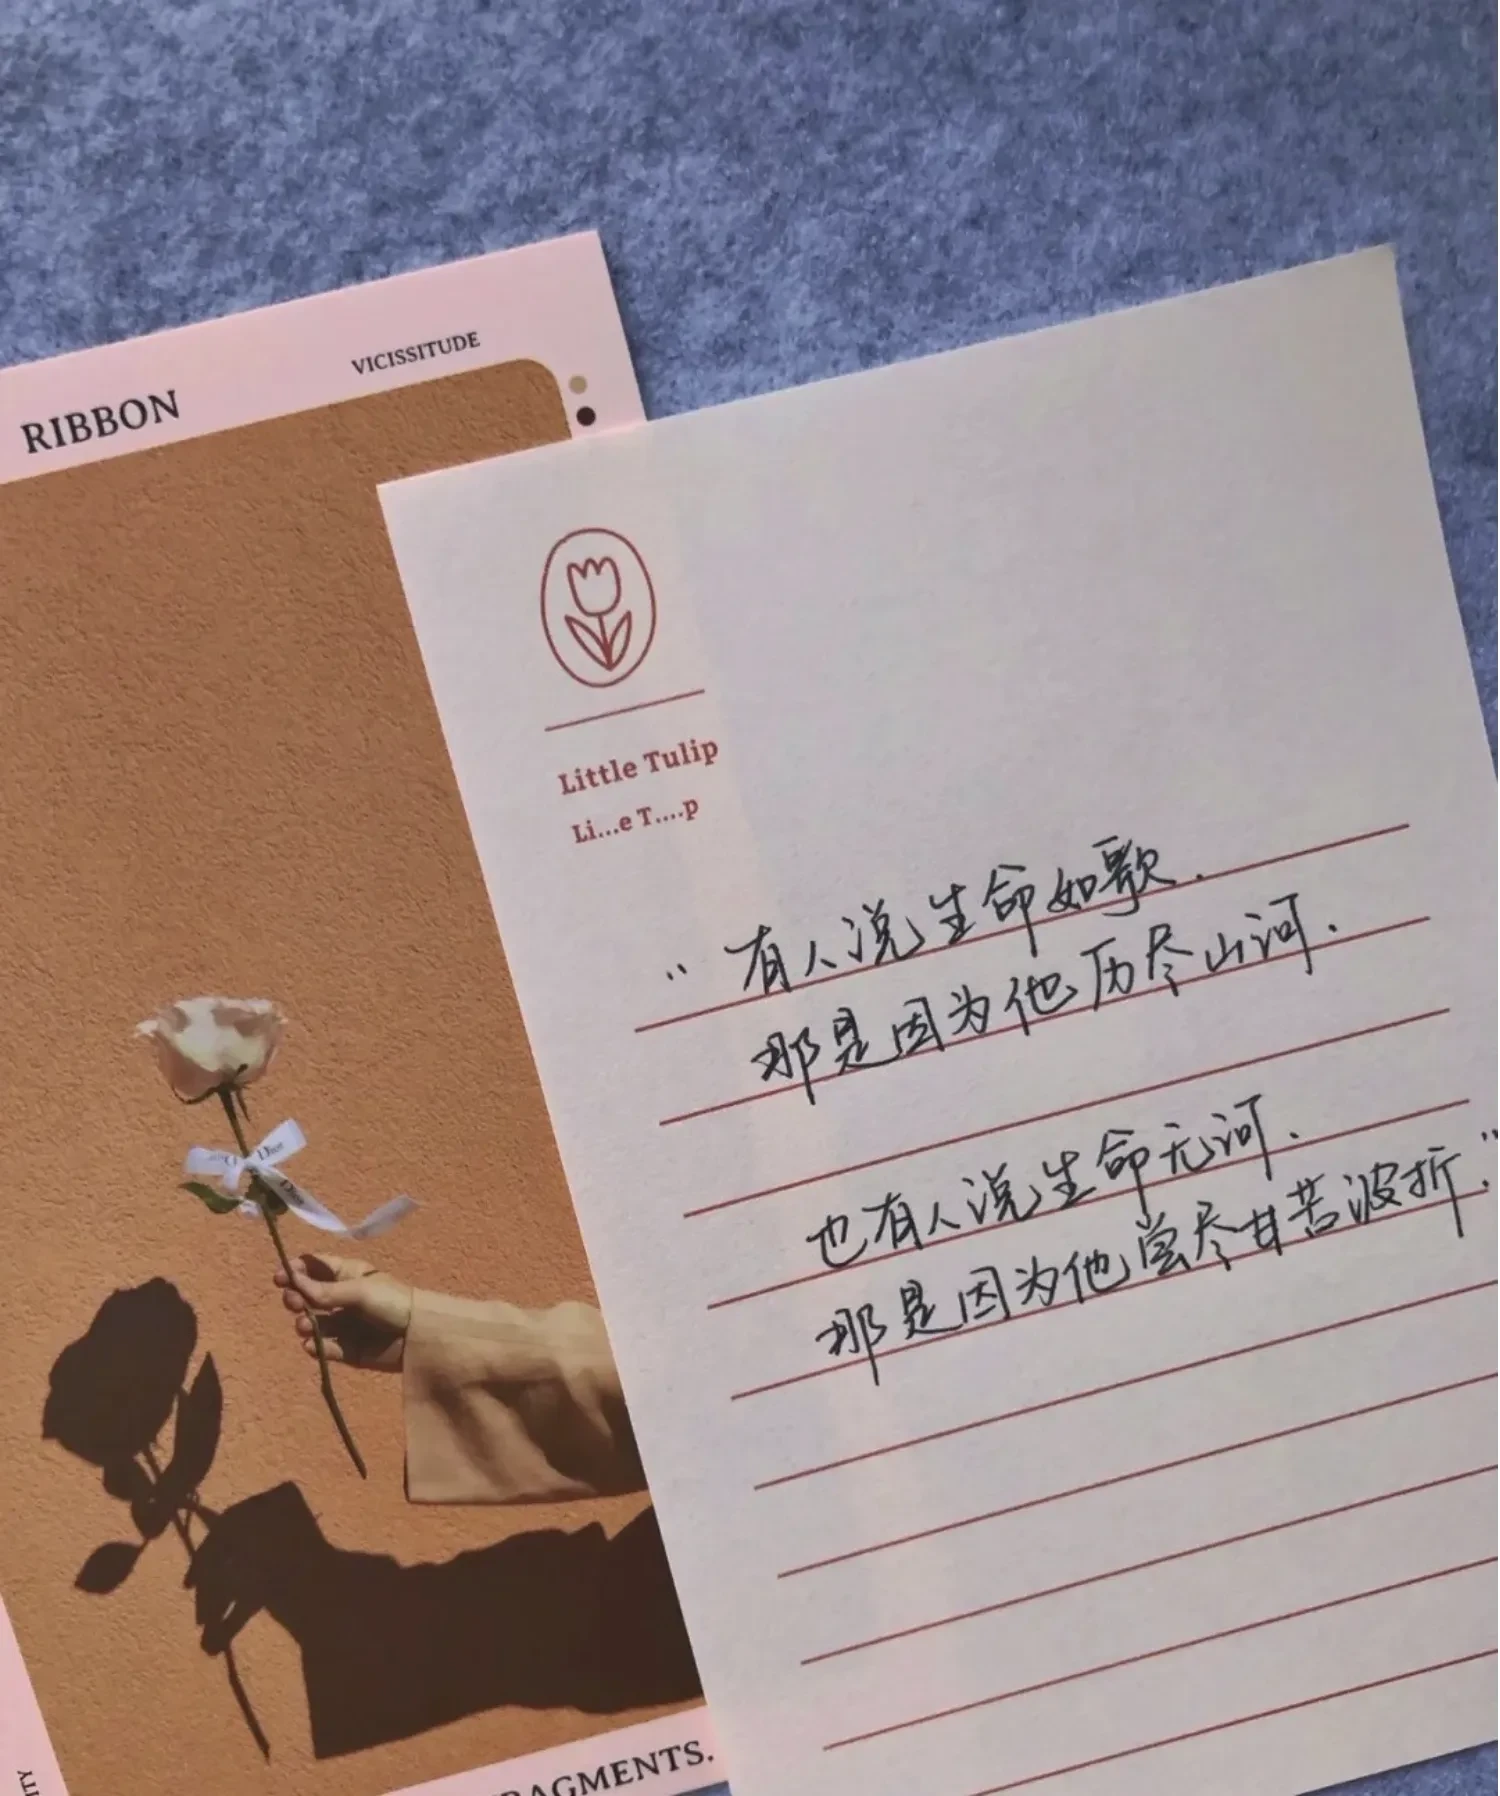 RIBBON
VICISSITUDE
Little Tulip
Li...e T....p
“有人说生命如歌.
那是因为他历尽山河.
也有人说生命无河.
那是因为他尝尽甘苦波折.”
Dior
FRAGMENTS.